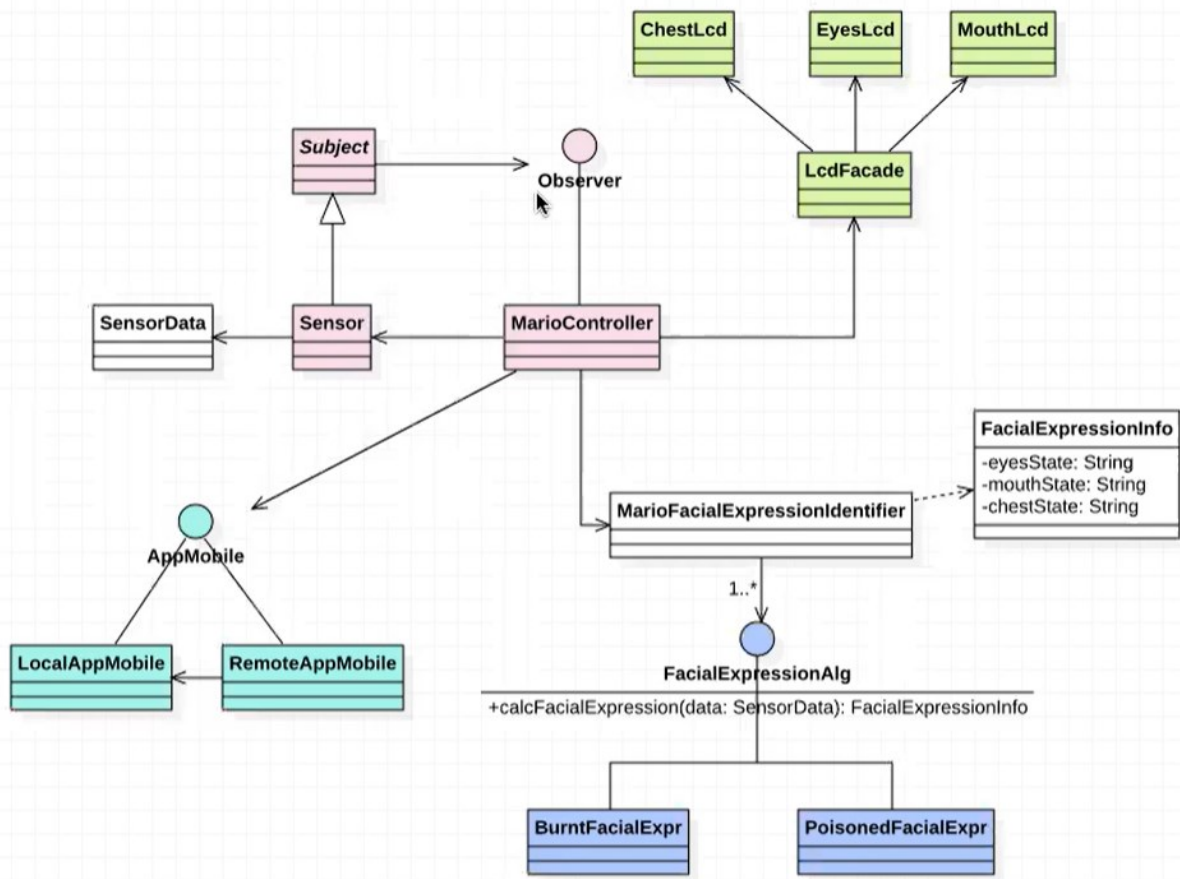 ChestLcd
EyesLcd
MouthLcd
Subject
Observer
LcdFacade
SensorData
Sensor
MarioController
FacialExpressionInfo
-eyesState: String
-mouthState: String
-chestState: String
MarioFacialExpressionIdentifier
AppMobile
1..*
LocalAppMobile
RemoteAppMobile
FacialExpressionAlg
+calcFacialExpression(data: SensorData): FacialExpressionInfo
BurntFacialExpr
PoisonedFacialExpr